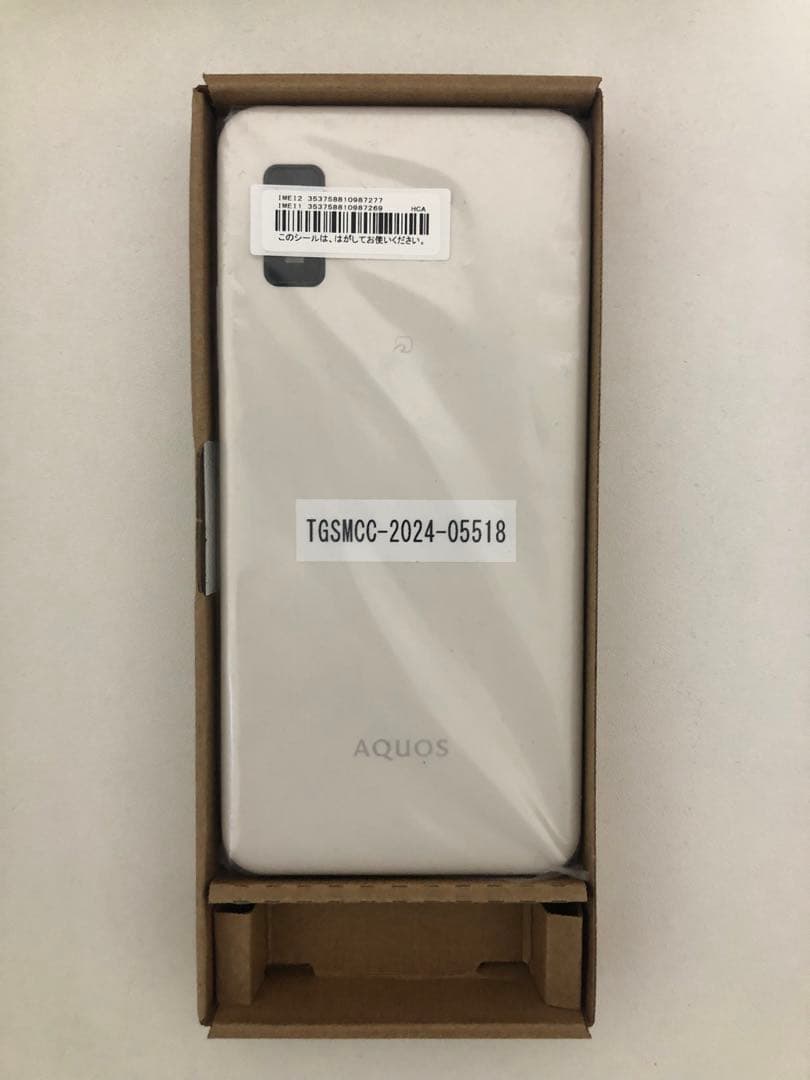 IMEI2 353758810987277
IMEI1 353758810987269 HCA
このシールは、はがしてお使いください。
TGSMCC-2024-05518
AQUOS